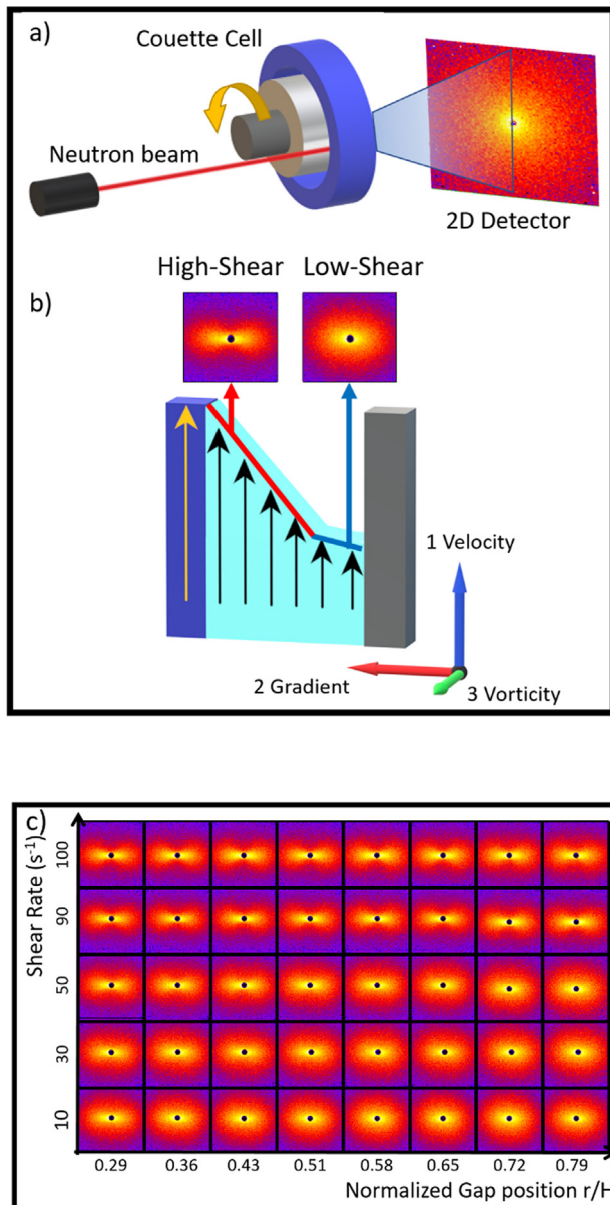 a)
Couette Cell
Neutron beam
2D Detector
b)
High-Shear Low-Shear
1 Velocity
2 Gradient
3 Vorticity
c)
Shear Rate (s⁻¹)
100
90
50
30
10
0.29 0.36 0.43 0.51 0.58 0.65 0.72 0.79
Normalized Gap position r/H